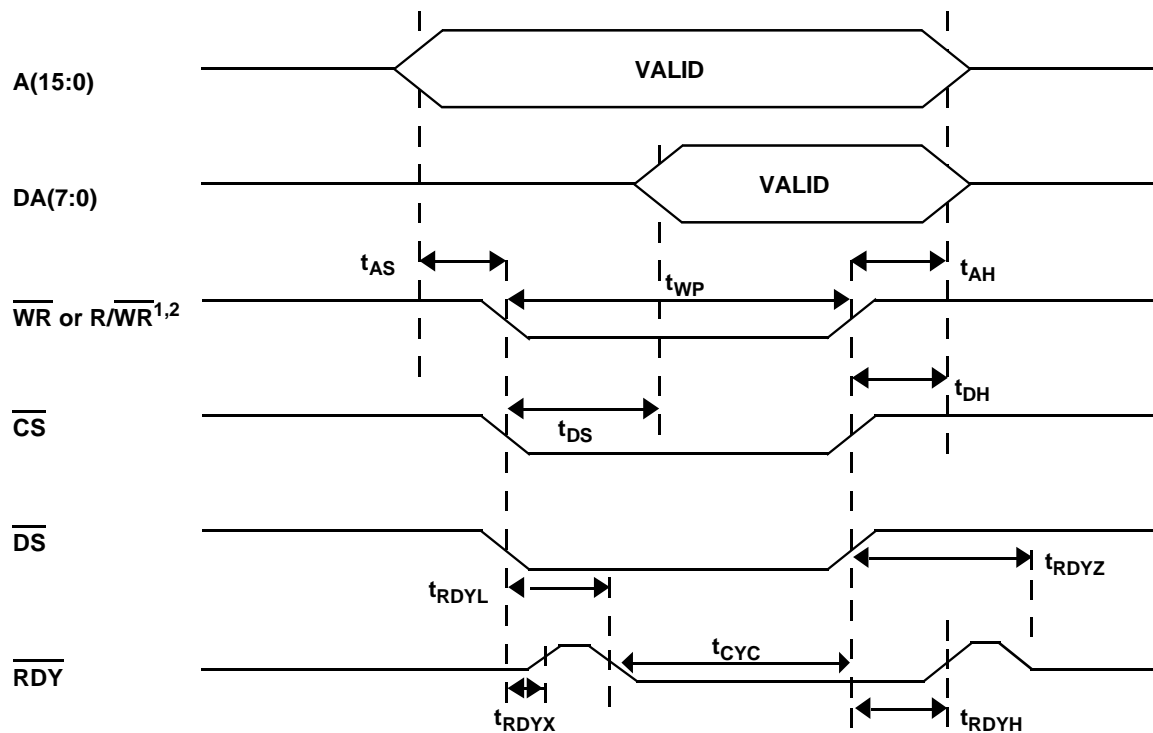 A(15:0)
VALID
DA(7:0)
VALID
tAS
tWP
tAH
WR or R/WR1,2
tDH
CS
tDS
DS
tRDYL
tRDYZ
RDY
tCYC
tRDYX
tRDYH